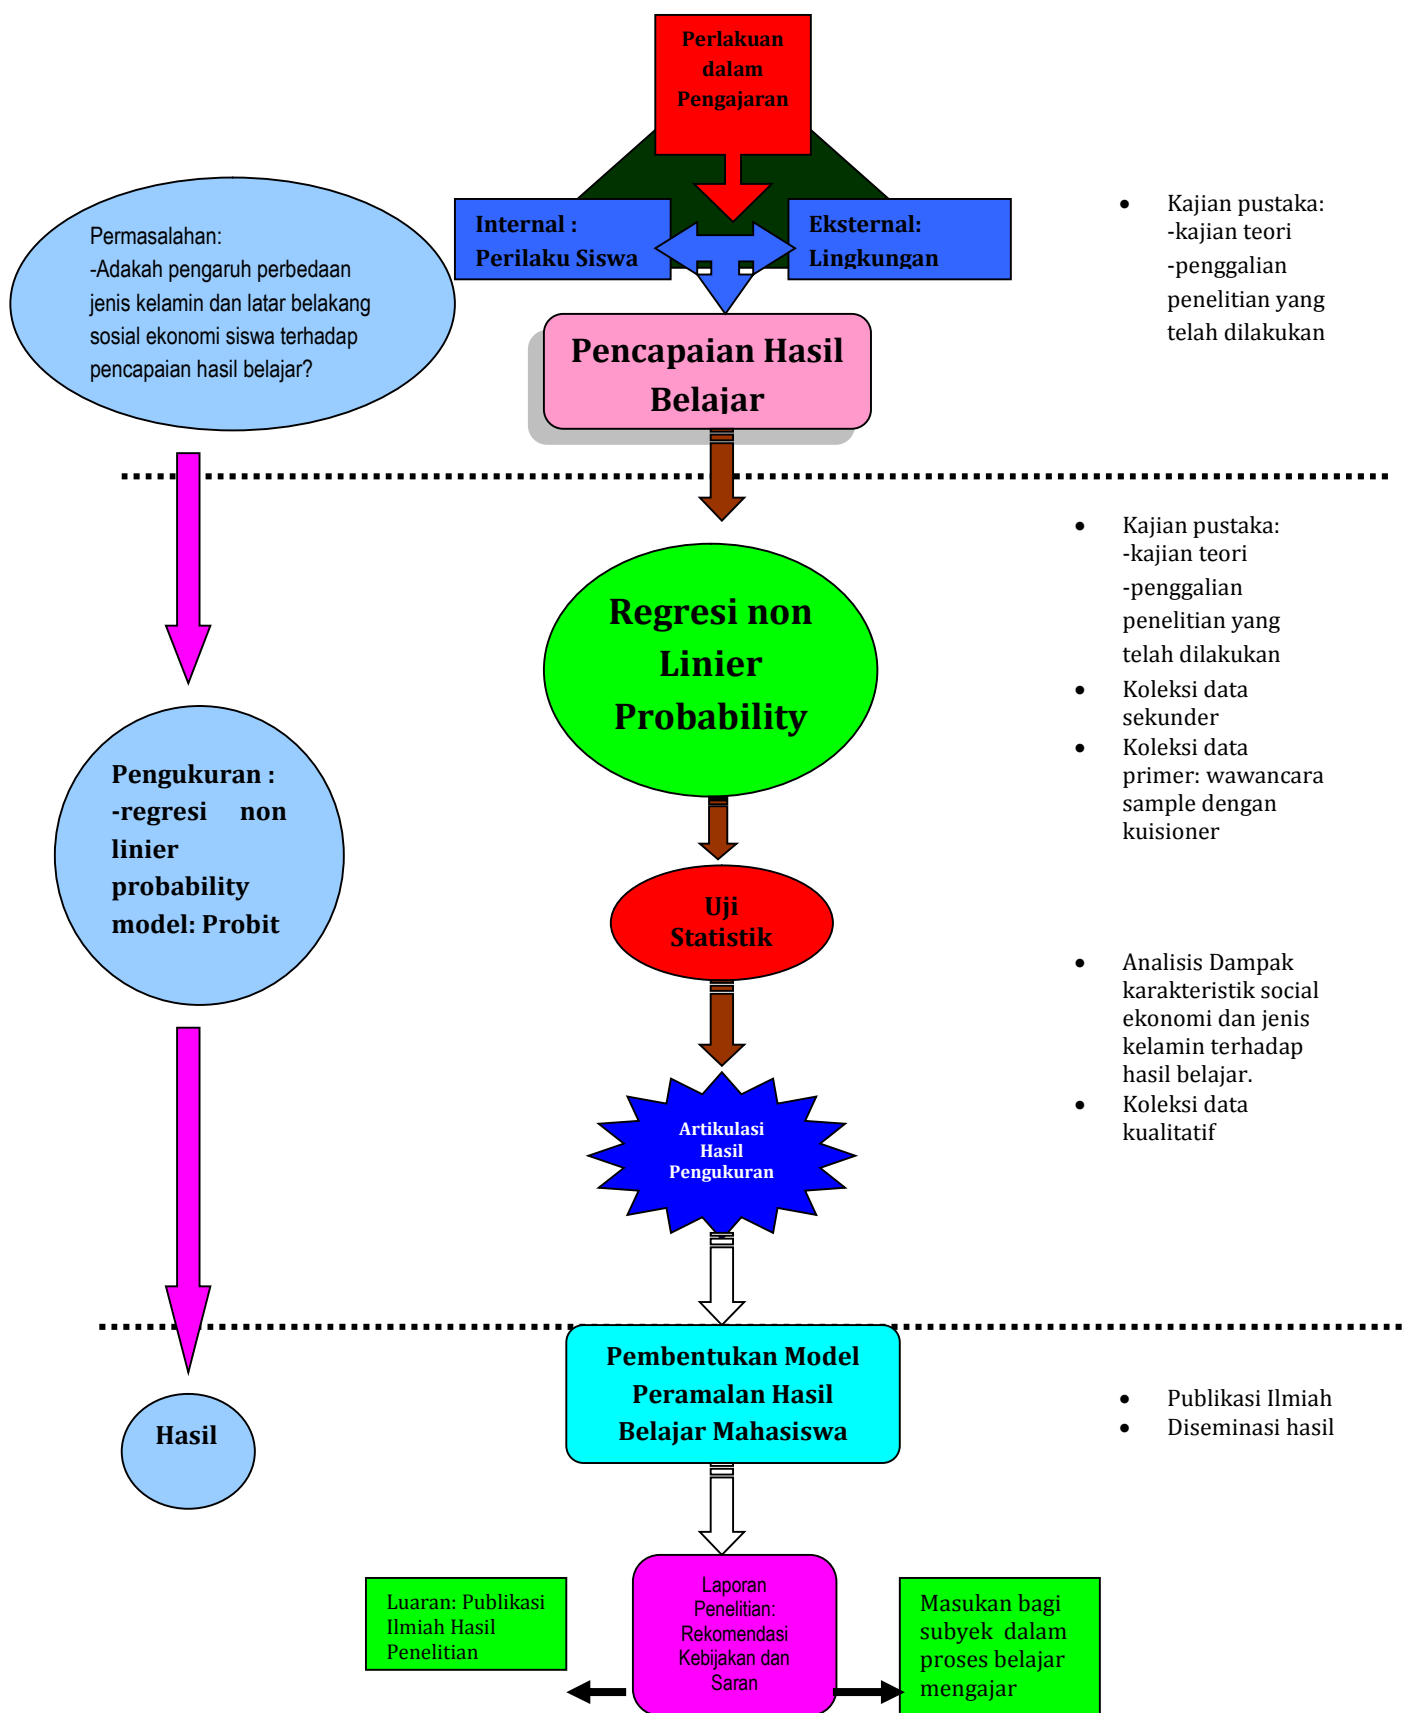 Perlakuan
dalam
Pengajaran
Internal :
Perilaku Siswa
Eksternal:
Lingkungan
Permasalahan:
-Adakah pengaruh perbedaan
jenis kelamin dan latar belakang
sosial ekonomi siswa terhadap
pencapaian hasil belajar?
• Kajian pustaka:
-kajian teori
-penggalian
penelitian yang
telah dilakukan
Pencapaian Hasil
Belajar
Regresi non
Linier
Probability
• Kajian pustaka:
-kajian teori
-penggalian
penelitian yang
telah dilakukan
• Koleksi data
sekunder
• Koleksi data
primer: wawancara
sample dengan
kuisioner
Pengukuran :
-regresi non
linier
probability
model: Probit
Uji
Statistik
• Analisis Dampak
karakteristik social
ekonomi dan jenis
kelamin terhadap
hasil belajar.
• Koleksi data
kualitatif
Artikulasi
Hasil
Pengukuran
Pembentukan Model
Peramalan Hasil
Belajar Mahasiswa
Hasil
• Publikasi Ilmiah
• Diseminasi hasil
Luaran: Publikasi
Ilmiah Hasil
Penelitian
Laporan
Penelitian:
Rekomendasi
Kebijakan dan
Saran
Masukan bagi
subyek dalam
proses belajar
mengajar